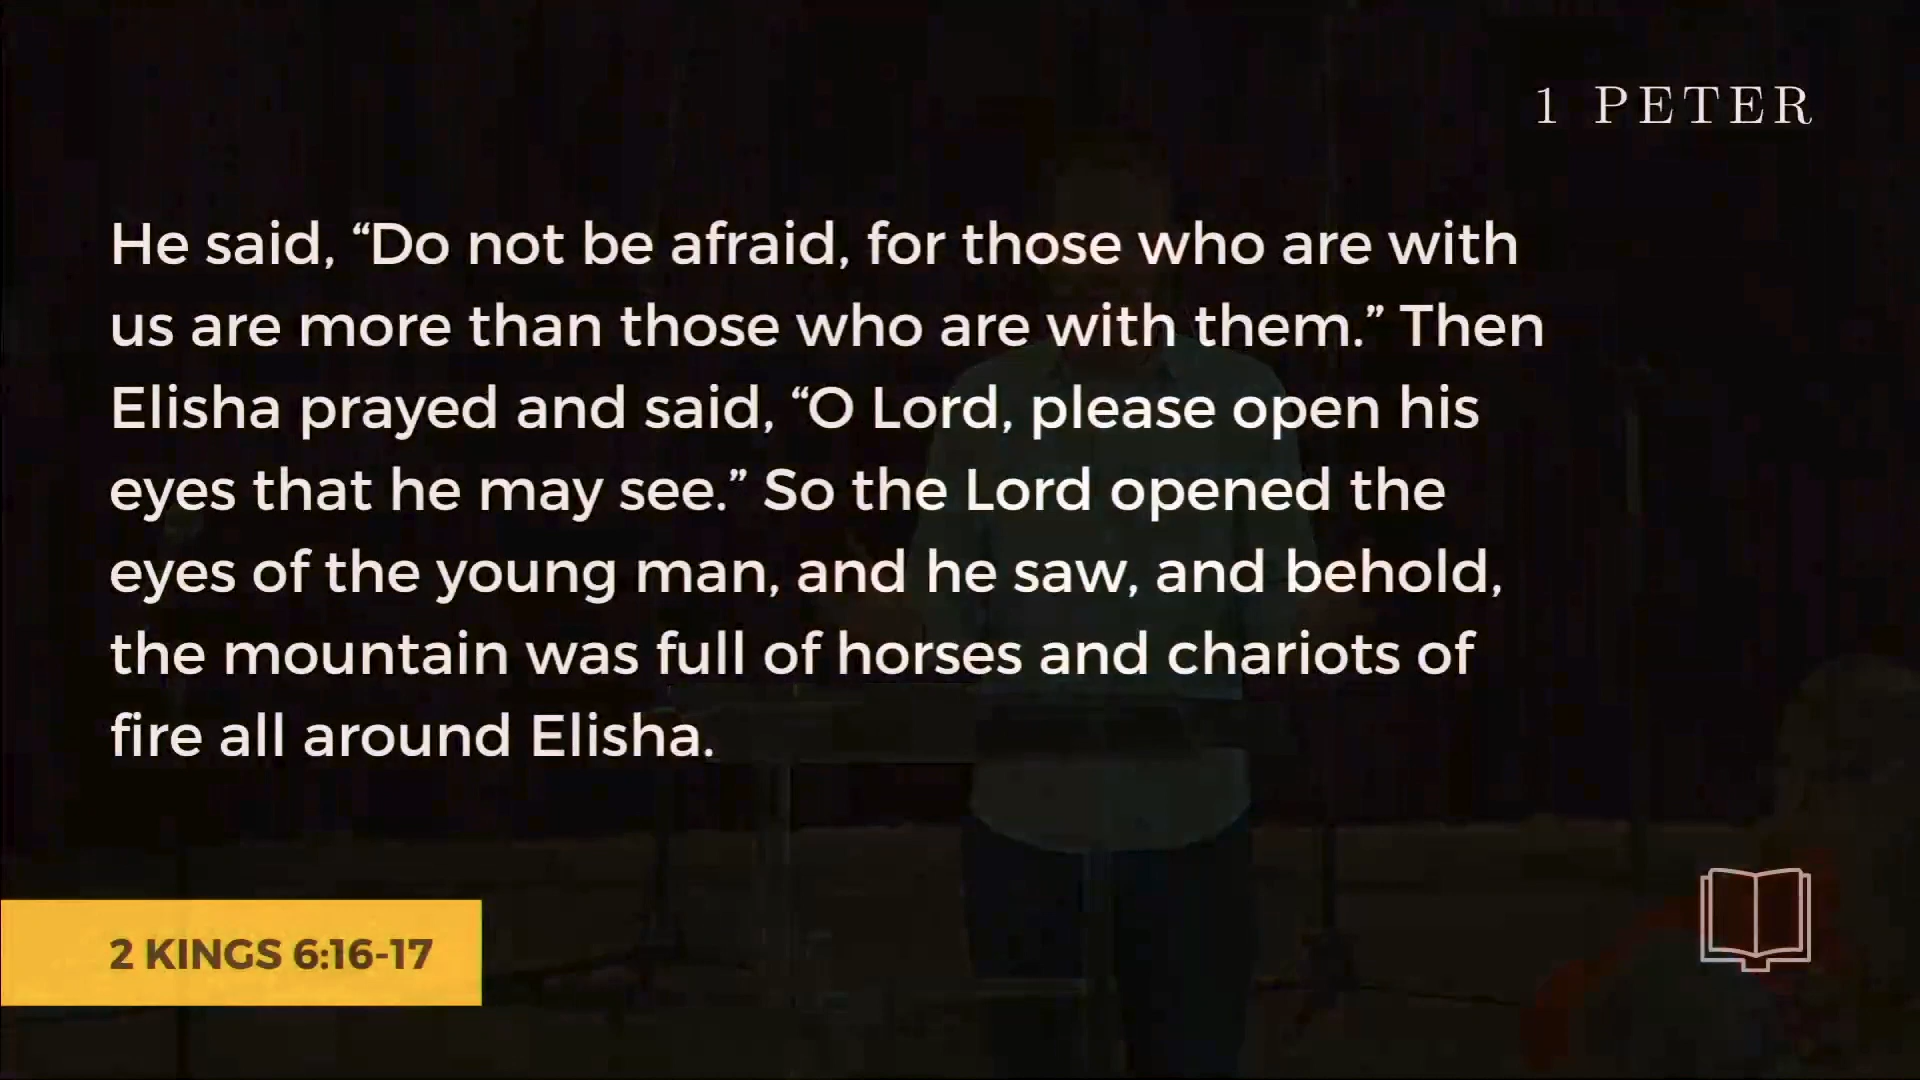 1 PETER
He said, “Do not be afraid, for those who are with
us are more than those who are with them.” Then
Elisha prayed and said, “O Lord, please open his
eyes that he may see.” So the Lord opened the
eyes of the young man, and he saw, and behold,
the mountain was full of horses and chariots of
fire all around Elisha.
2 KINGS 6:16-17